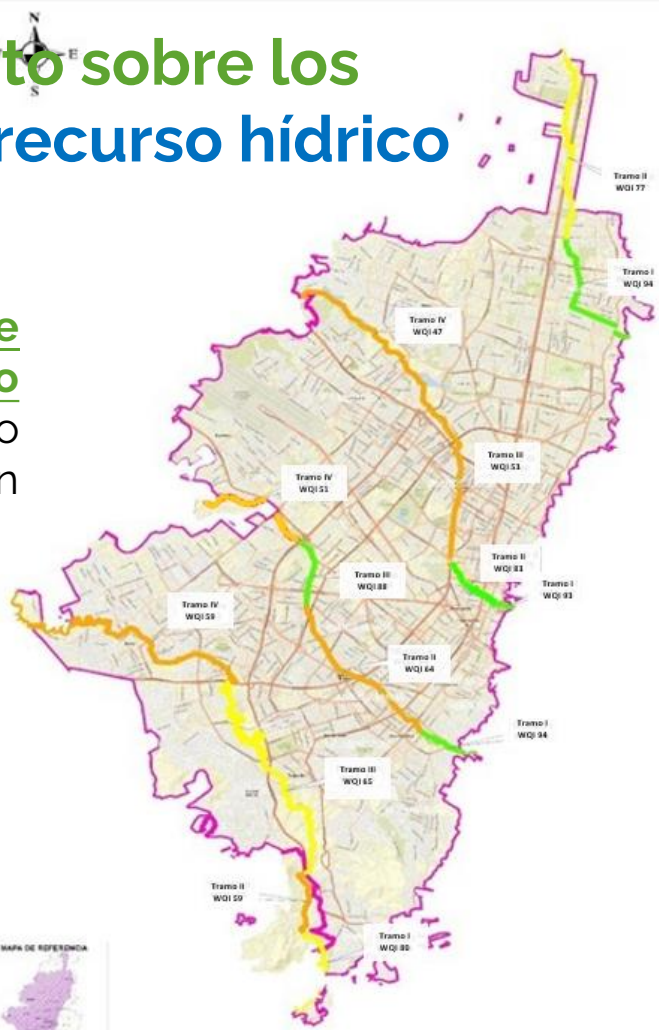 N
E
S
to sobre los
recurso hídrico
e
o
o
n
Tramo II
WQI 77
Tramo I
WQI 94
Tramo IV
WQI 47
Tramo III
WQI 53
Tramo IV
WQI 51
Tramo II
WQI 83
Tramo III
WQI 88
Tramo I
WQI 93
Tramo IV
WQI 59
Tramo II
WQI 64
Tramo I
WQI 94
Tramo III
WQI 65
Tramo II
WQI 59
Tramo I
WQI 80
MAPA DE REFERENCIA